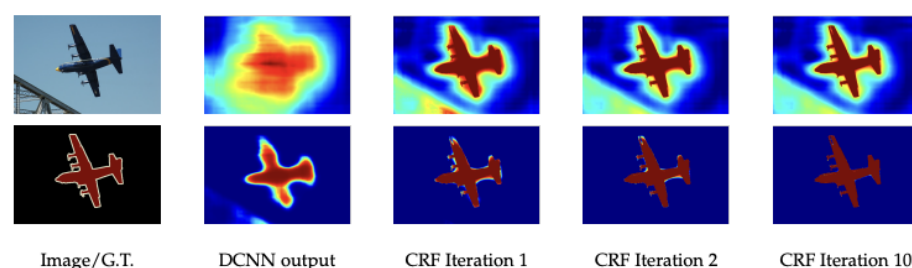 Image/G.T.
DCNN output
CRF Iteration 1
CRF Iteration 2
CRF Iteration 10